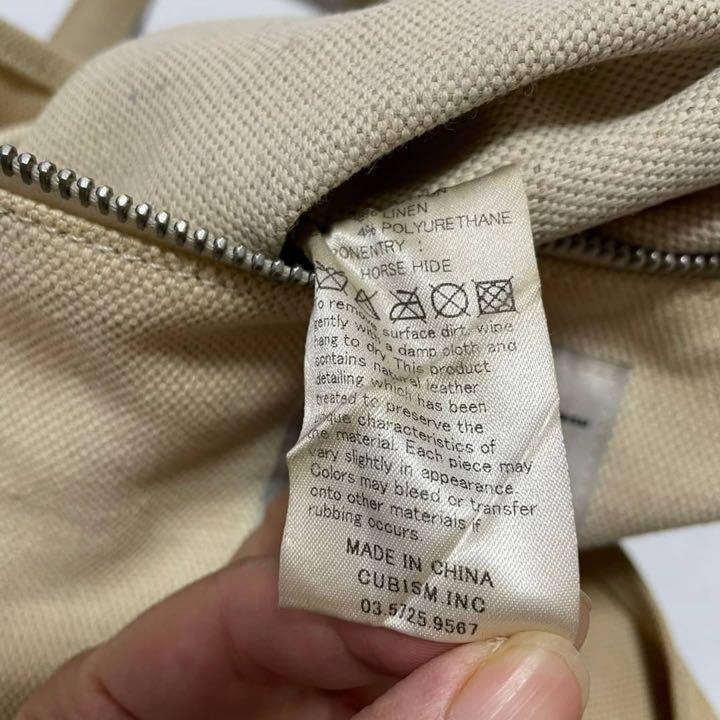 LINEN
4% POLYURETHANE
ONENTRY :
HORSE HIDE
To remove surface dirt, wipe
gently with a damp cloth and
hang to dry. This product
contains natural leather
detailing which has been
treated to preserve the
unique characteristics of
the material. Each piece may
vary slightly in appearance.
Colors may bleed or transfer
onto other materials if
rubbing occurs.
MADE IN CHINA
CUBISM.INC
03.5725.9567